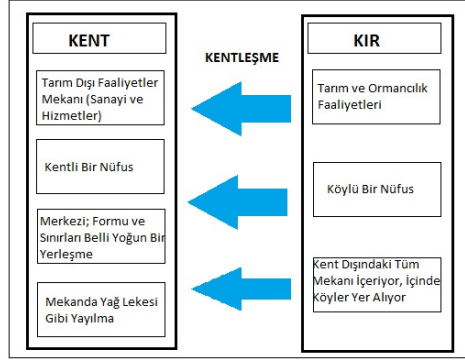 KENT
Tarım Dışı Faaliyetler
Mekanı (Sanayi ve
Hizmetler)
Kentli Bir Nüfus
Merkezi; Formu ve
Sınırları Belli Yoğun Bir
Yerleşme
Mekanda Yağ Lekesi
Gibi Yayılma
KENTLEŞME
KIR
Tarım ve Ormancılık
Faaliyetleri
Köylü Bir Nüfus
Kent Dışındaki Tüm
Mekanı İçeriyor, İçinde
Köyler Yer Alıyor